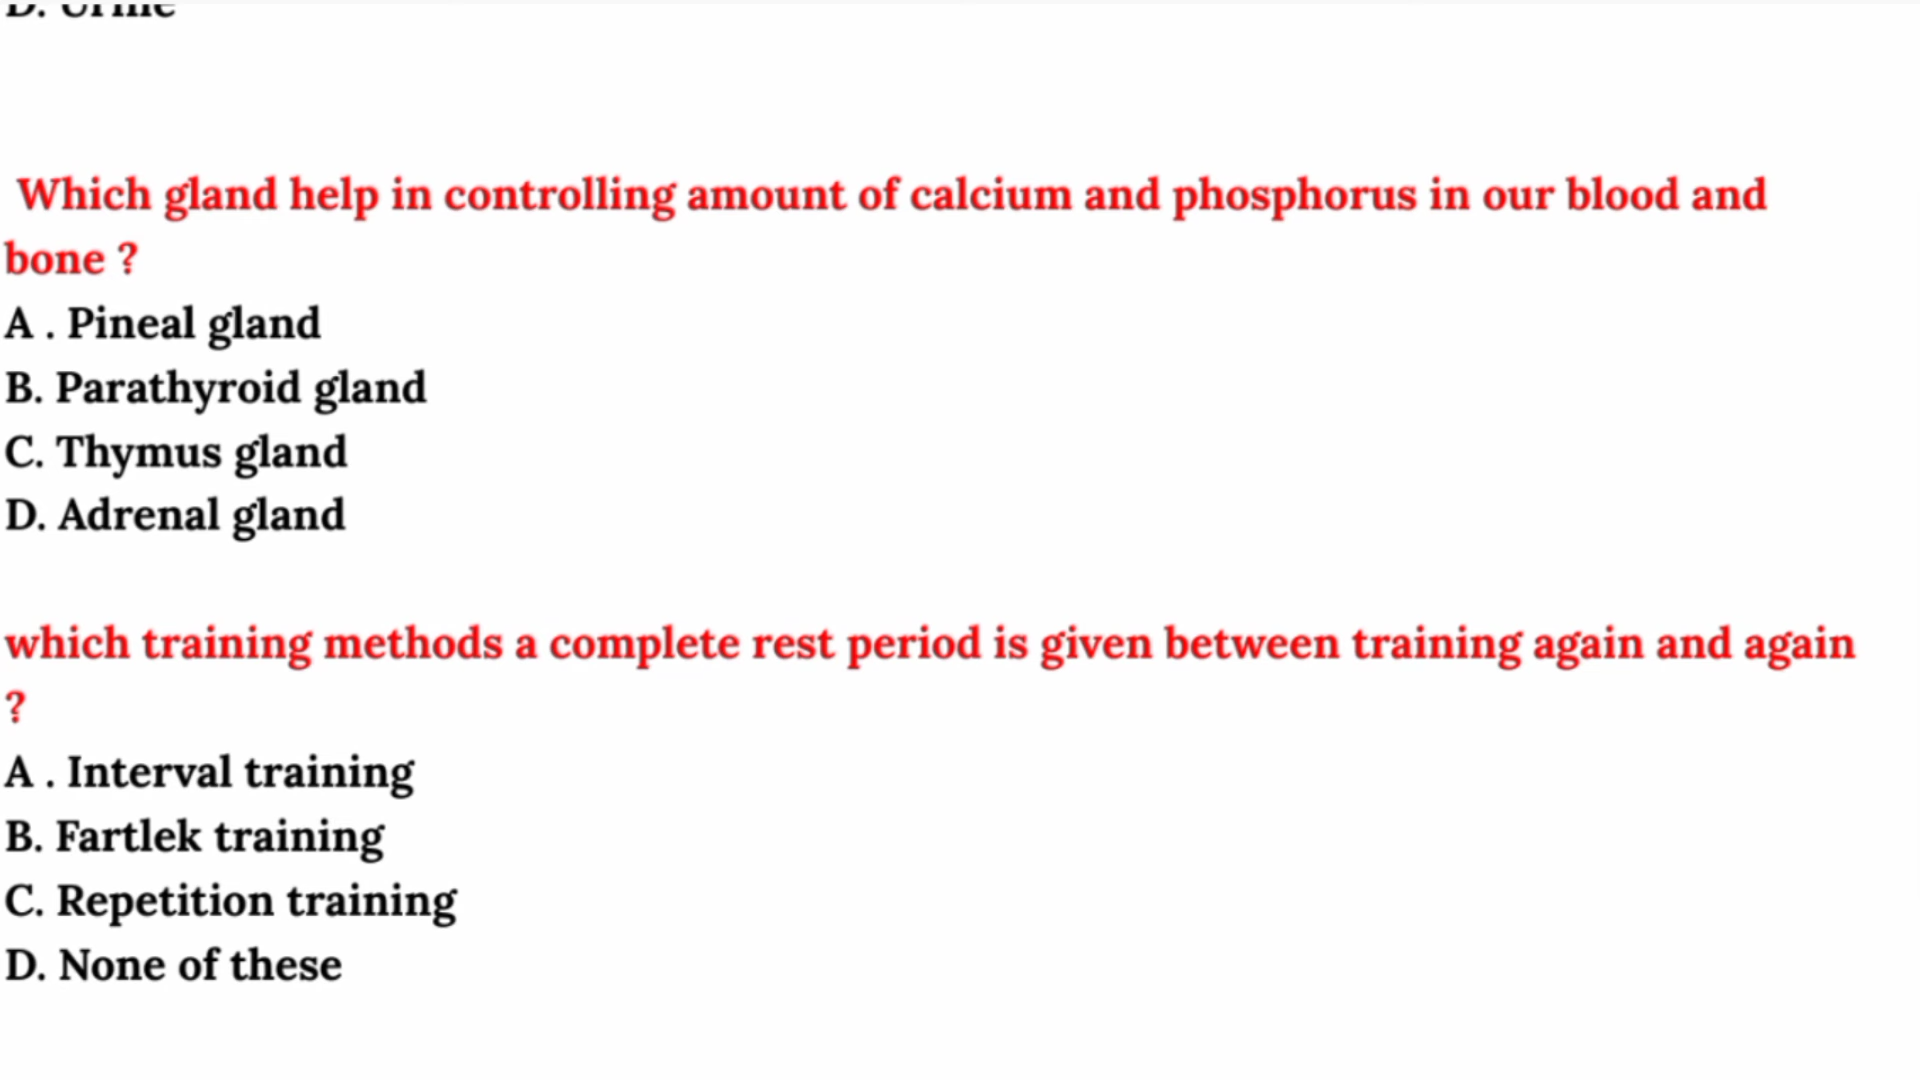 D. Urine
Which gland help in controlling amount of calcium and phosphorus in our blood and
bone ?
A . Pineal gland
B. Parathyroid gland
C. Thymus gland
D. Adrenal gland
which training methods a complete rest period is given between training again and again
?
A . Interval training
B. Fartlek training
C. Repetition training
D. None of these